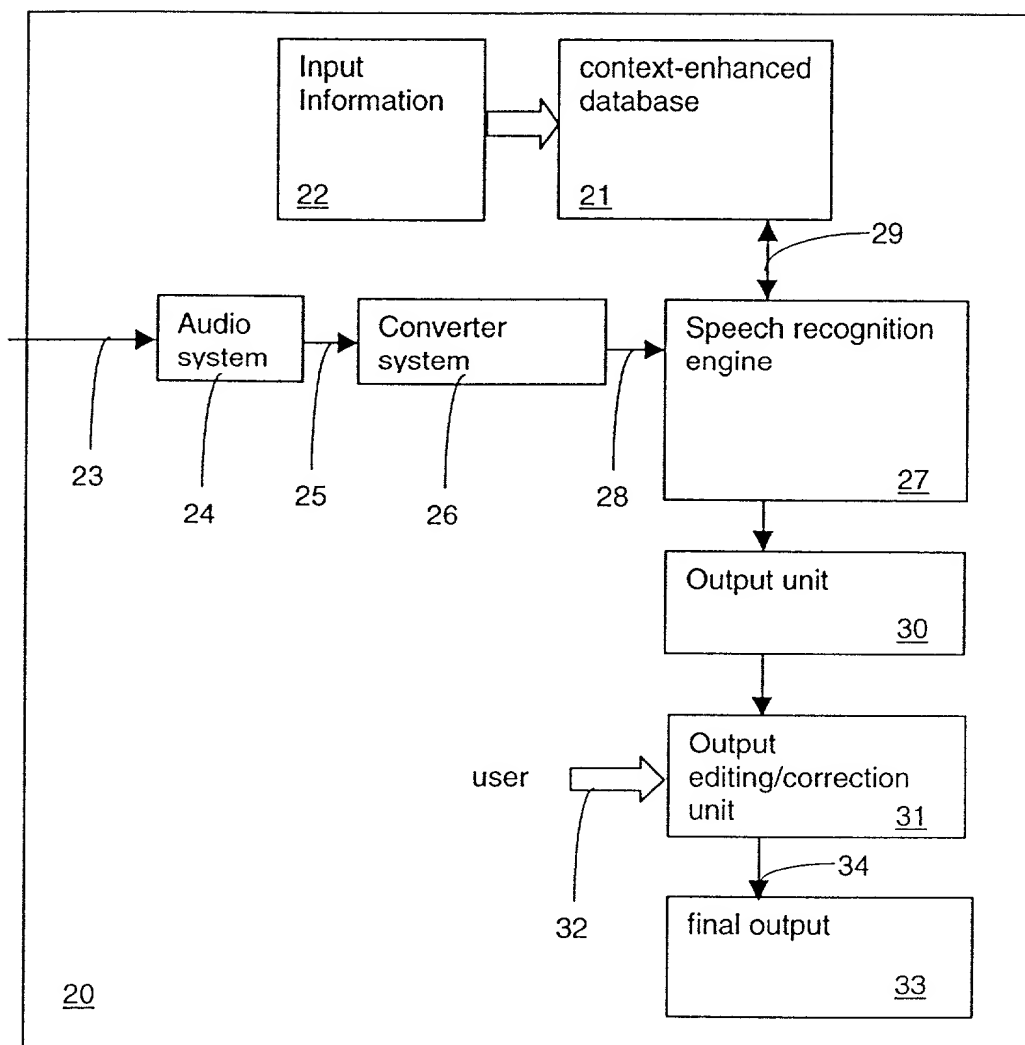 Input
Information
22
context-enhanced
database
21
29
Audio
system
Converter
system
Speech recognition
engine
27
23
24
25
26
28
Output unit
30
user
Output
editing/correction
unit
31
32
34
final output
33
20